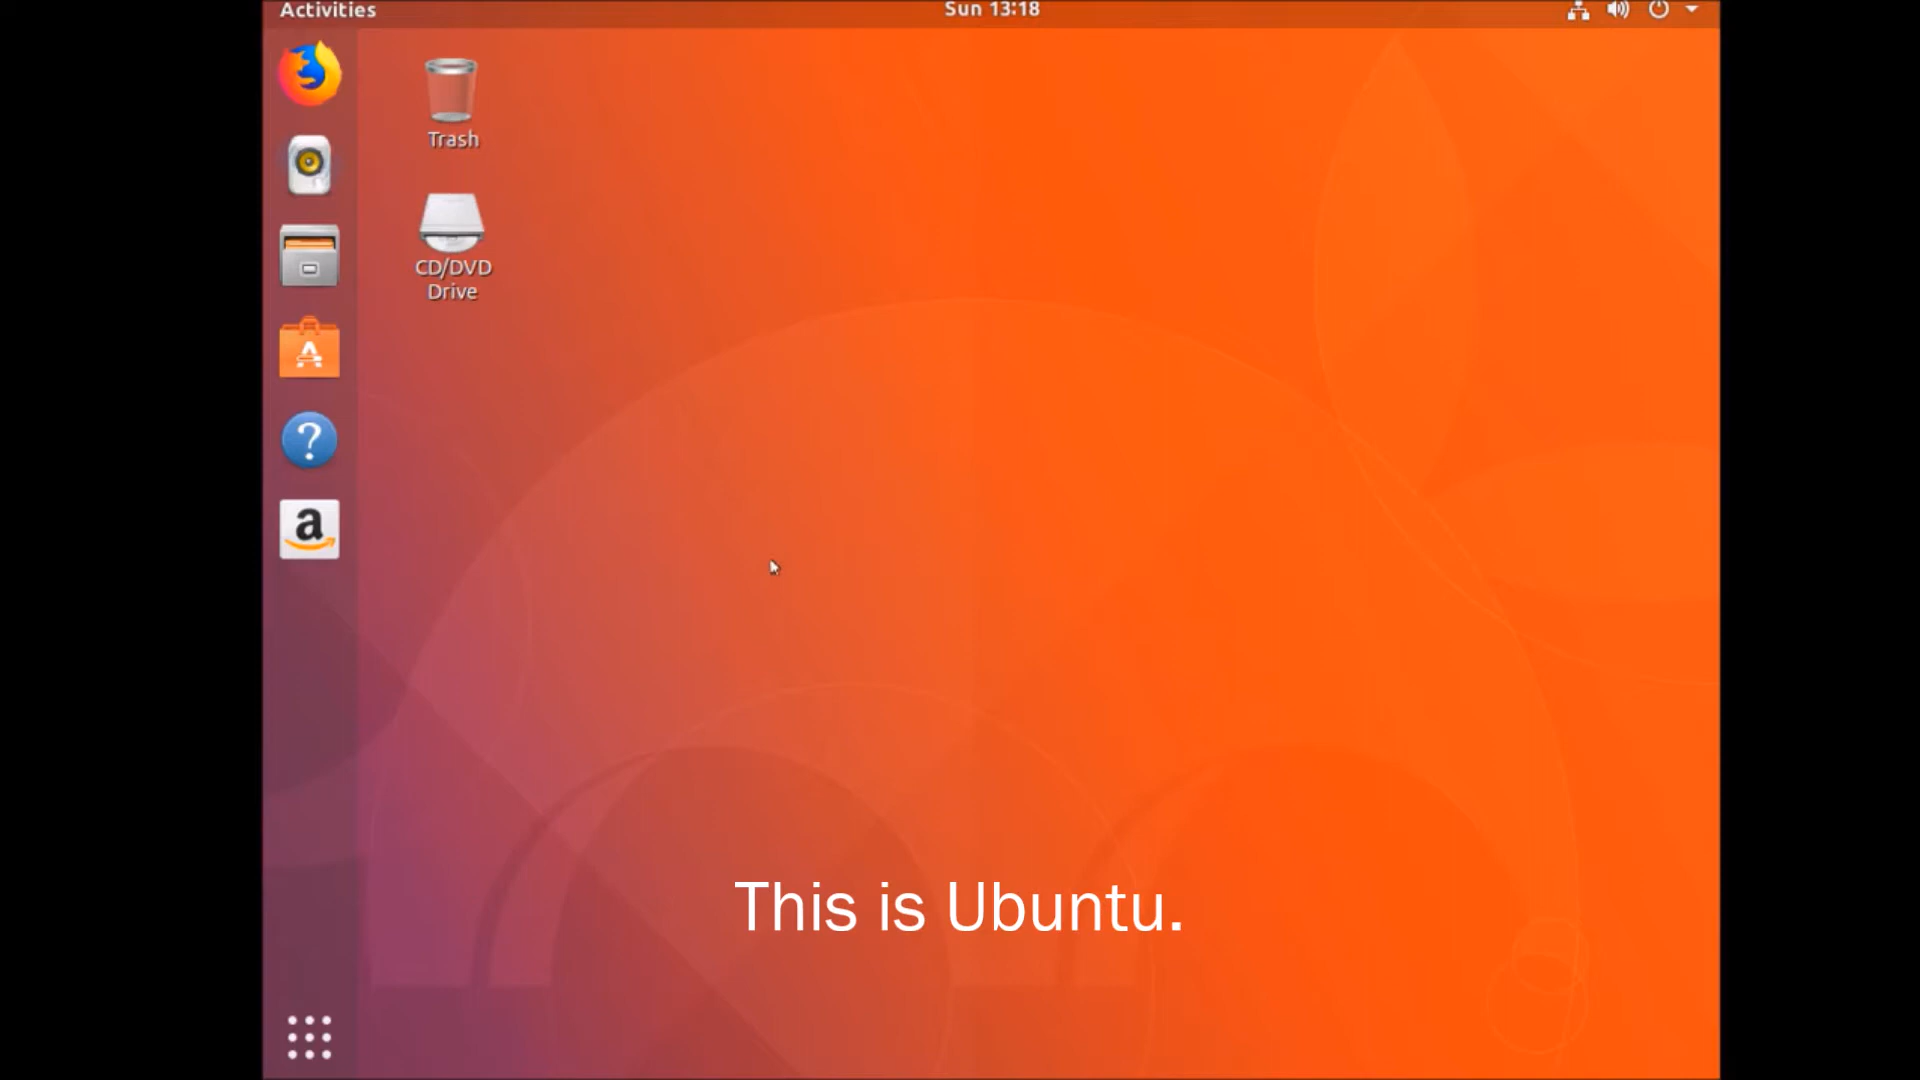 Activities
Sun 13:18
Trash
CD/DVD
Drive
A
?
a
This is Ubuntu.